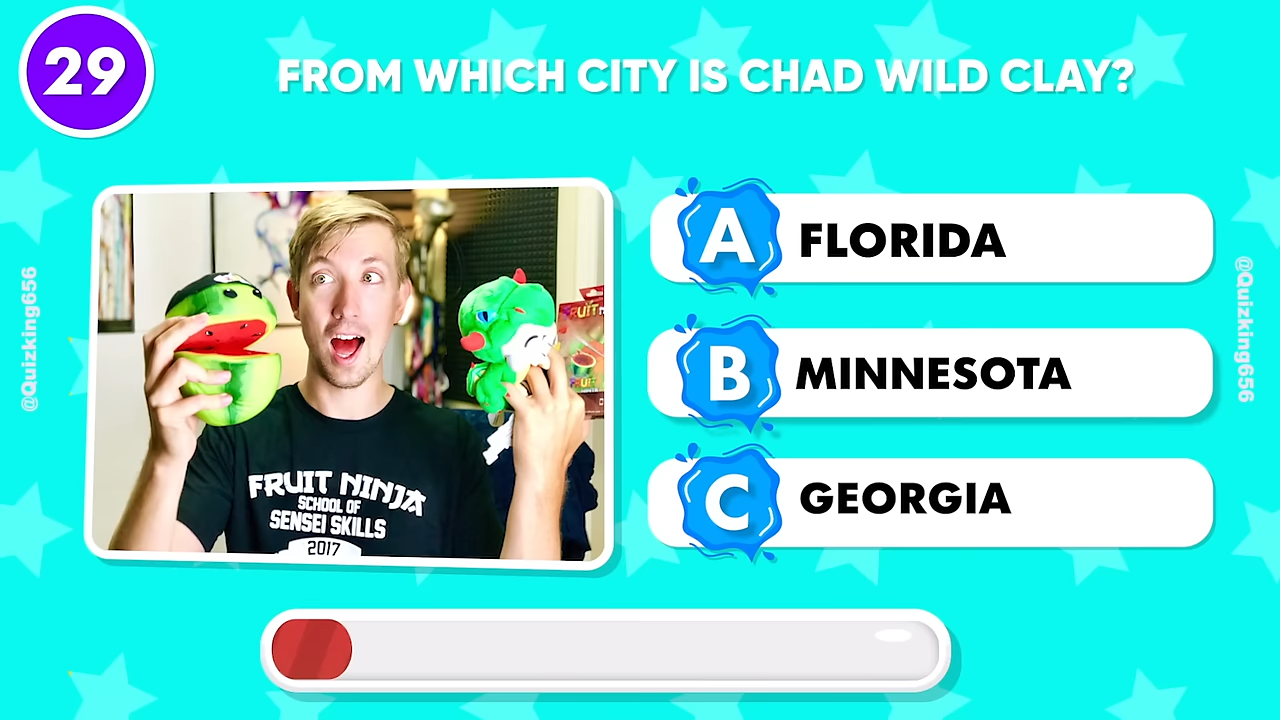 29
FROM WHICH CITY IS CHAD WILD CLAY?
@Quizking656
A FLORIDA
B MINNESOTA
C GEORGIA
FRUIT NINJA
SCHOOL OF
SENSEI SKILLS
2017
@Quizking656